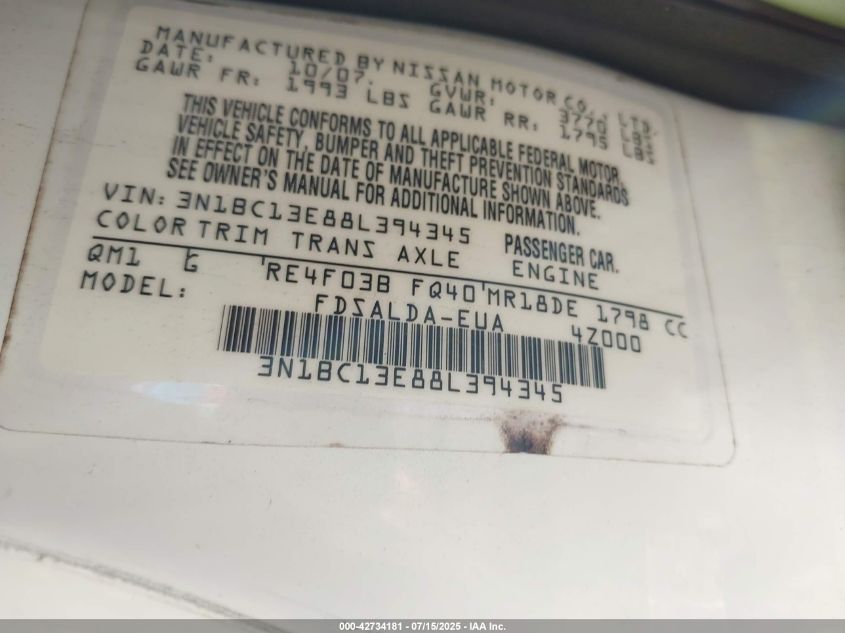 MANUFACTURED BY NISSAN MOTOR CO., LTD.
DATE: 10/07. GVWR: 3770 LBS
GAWR FR: 1993 LBS GAWR RR: 1795 LBS
THIS VEHICLE CONFORMS TO ALL APPLICABLE FEDERAL MOTOR
VEHICLE SAFETY, BUMPER AND THEFT PREVENTION STANDARDS
IN EFFECT ON THE DATE OF MANUFACTURE SHOWN ABOVE.
SEE OWNER'S MANUAL FOR ADDITIONAL INFORMATION.
VIN: 3N1BC13E88L394345 PASSENGER CAR.
COLOR TRIM TRANS AXLE ENGINE
QM1 G RE4F03B FQ40 MR18DE 1798 CC
MODEL: FDSALDA-EUA 4Z000
3N1BC13E88L394345
000-42734181 - 07/15/2025 - IAA Inc.